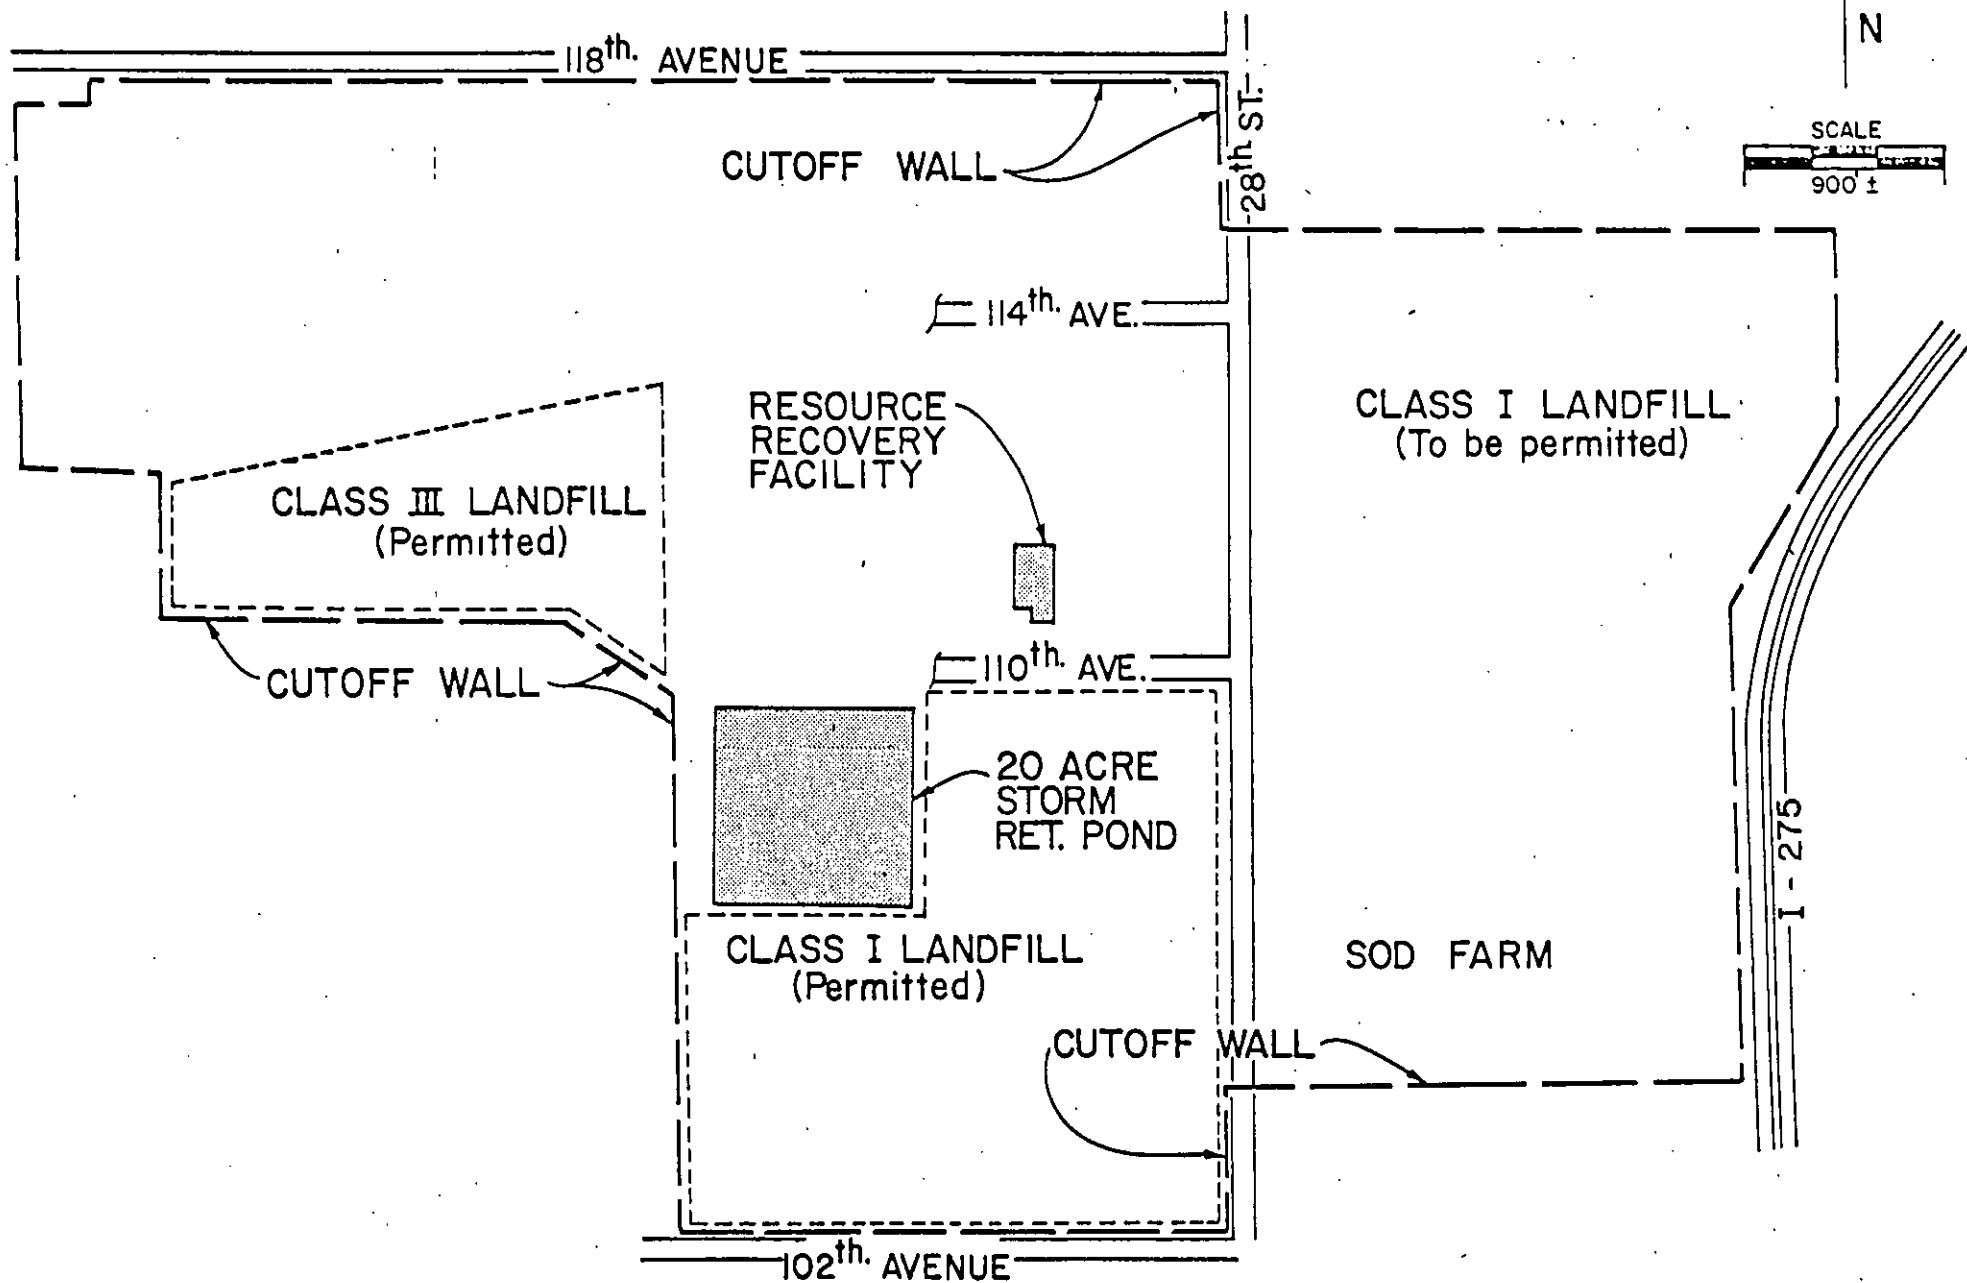 118th. AVENUE
N
28th ST.
SCALE
900'±
CUTOFF WALL
114th. AVE.
RESOURCE
RECOVERY
FACILITY
CLASS I LANDFILL
(To be permitted)
CLASS III LANDFILL
(Permitted)
CUTOFF WALL
110th. AVE.
20 ACRE
STORM
RET. POND
I-275
CLASS I LANDFILL
(Permitted)
SOD FARM
CUTOFF WALL
102th. AVENUE